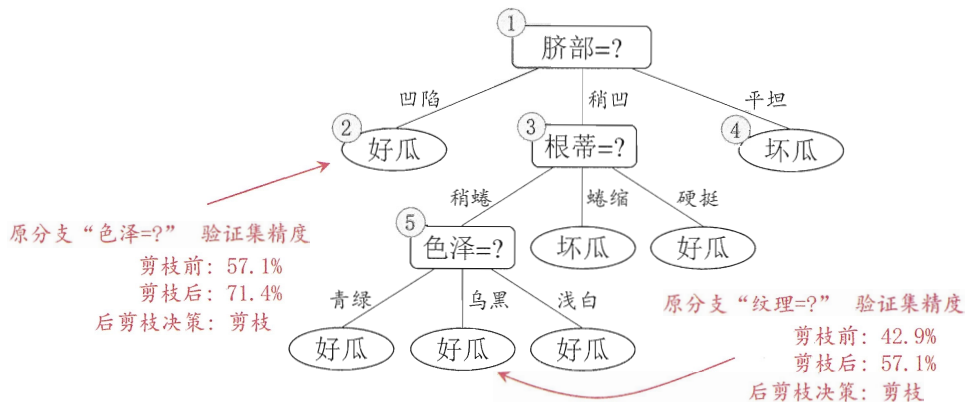 1
脐部=?
凹陷
稍凹
平坦
2
好瓜
3
根蒂=?
4
坏瓜
稍蜷
蜷缩
硬挺
5
色泽=?
坏瓜
好瓜
原分支“色泽=?” 验证集精度
剪枝前: 57.1%
剪枝后: 71.4%
后剪枝决策: 剪枝
青绿
乌黑
浅白
好瓜
好瓜
好瓜
原分支“纹理=?” 验证集精度
剪枝前: 42.9%
剪枝后: 57.1%
后剪枝决策: 剪枝